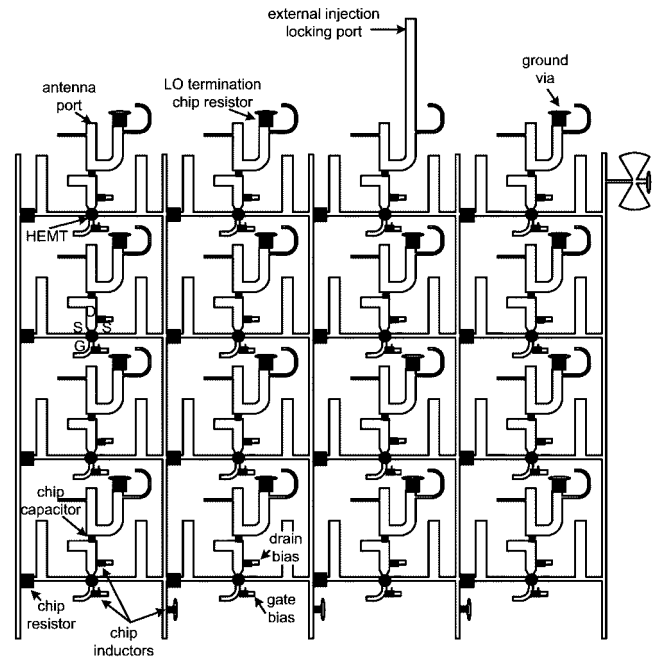 external injection
locking port
LO termination
chip resistor
ground
via
antenna
port
HEMT
D
S S
G
chip
capacitor
drain
bias
chip
resistor
gate
bias
chip
inductors